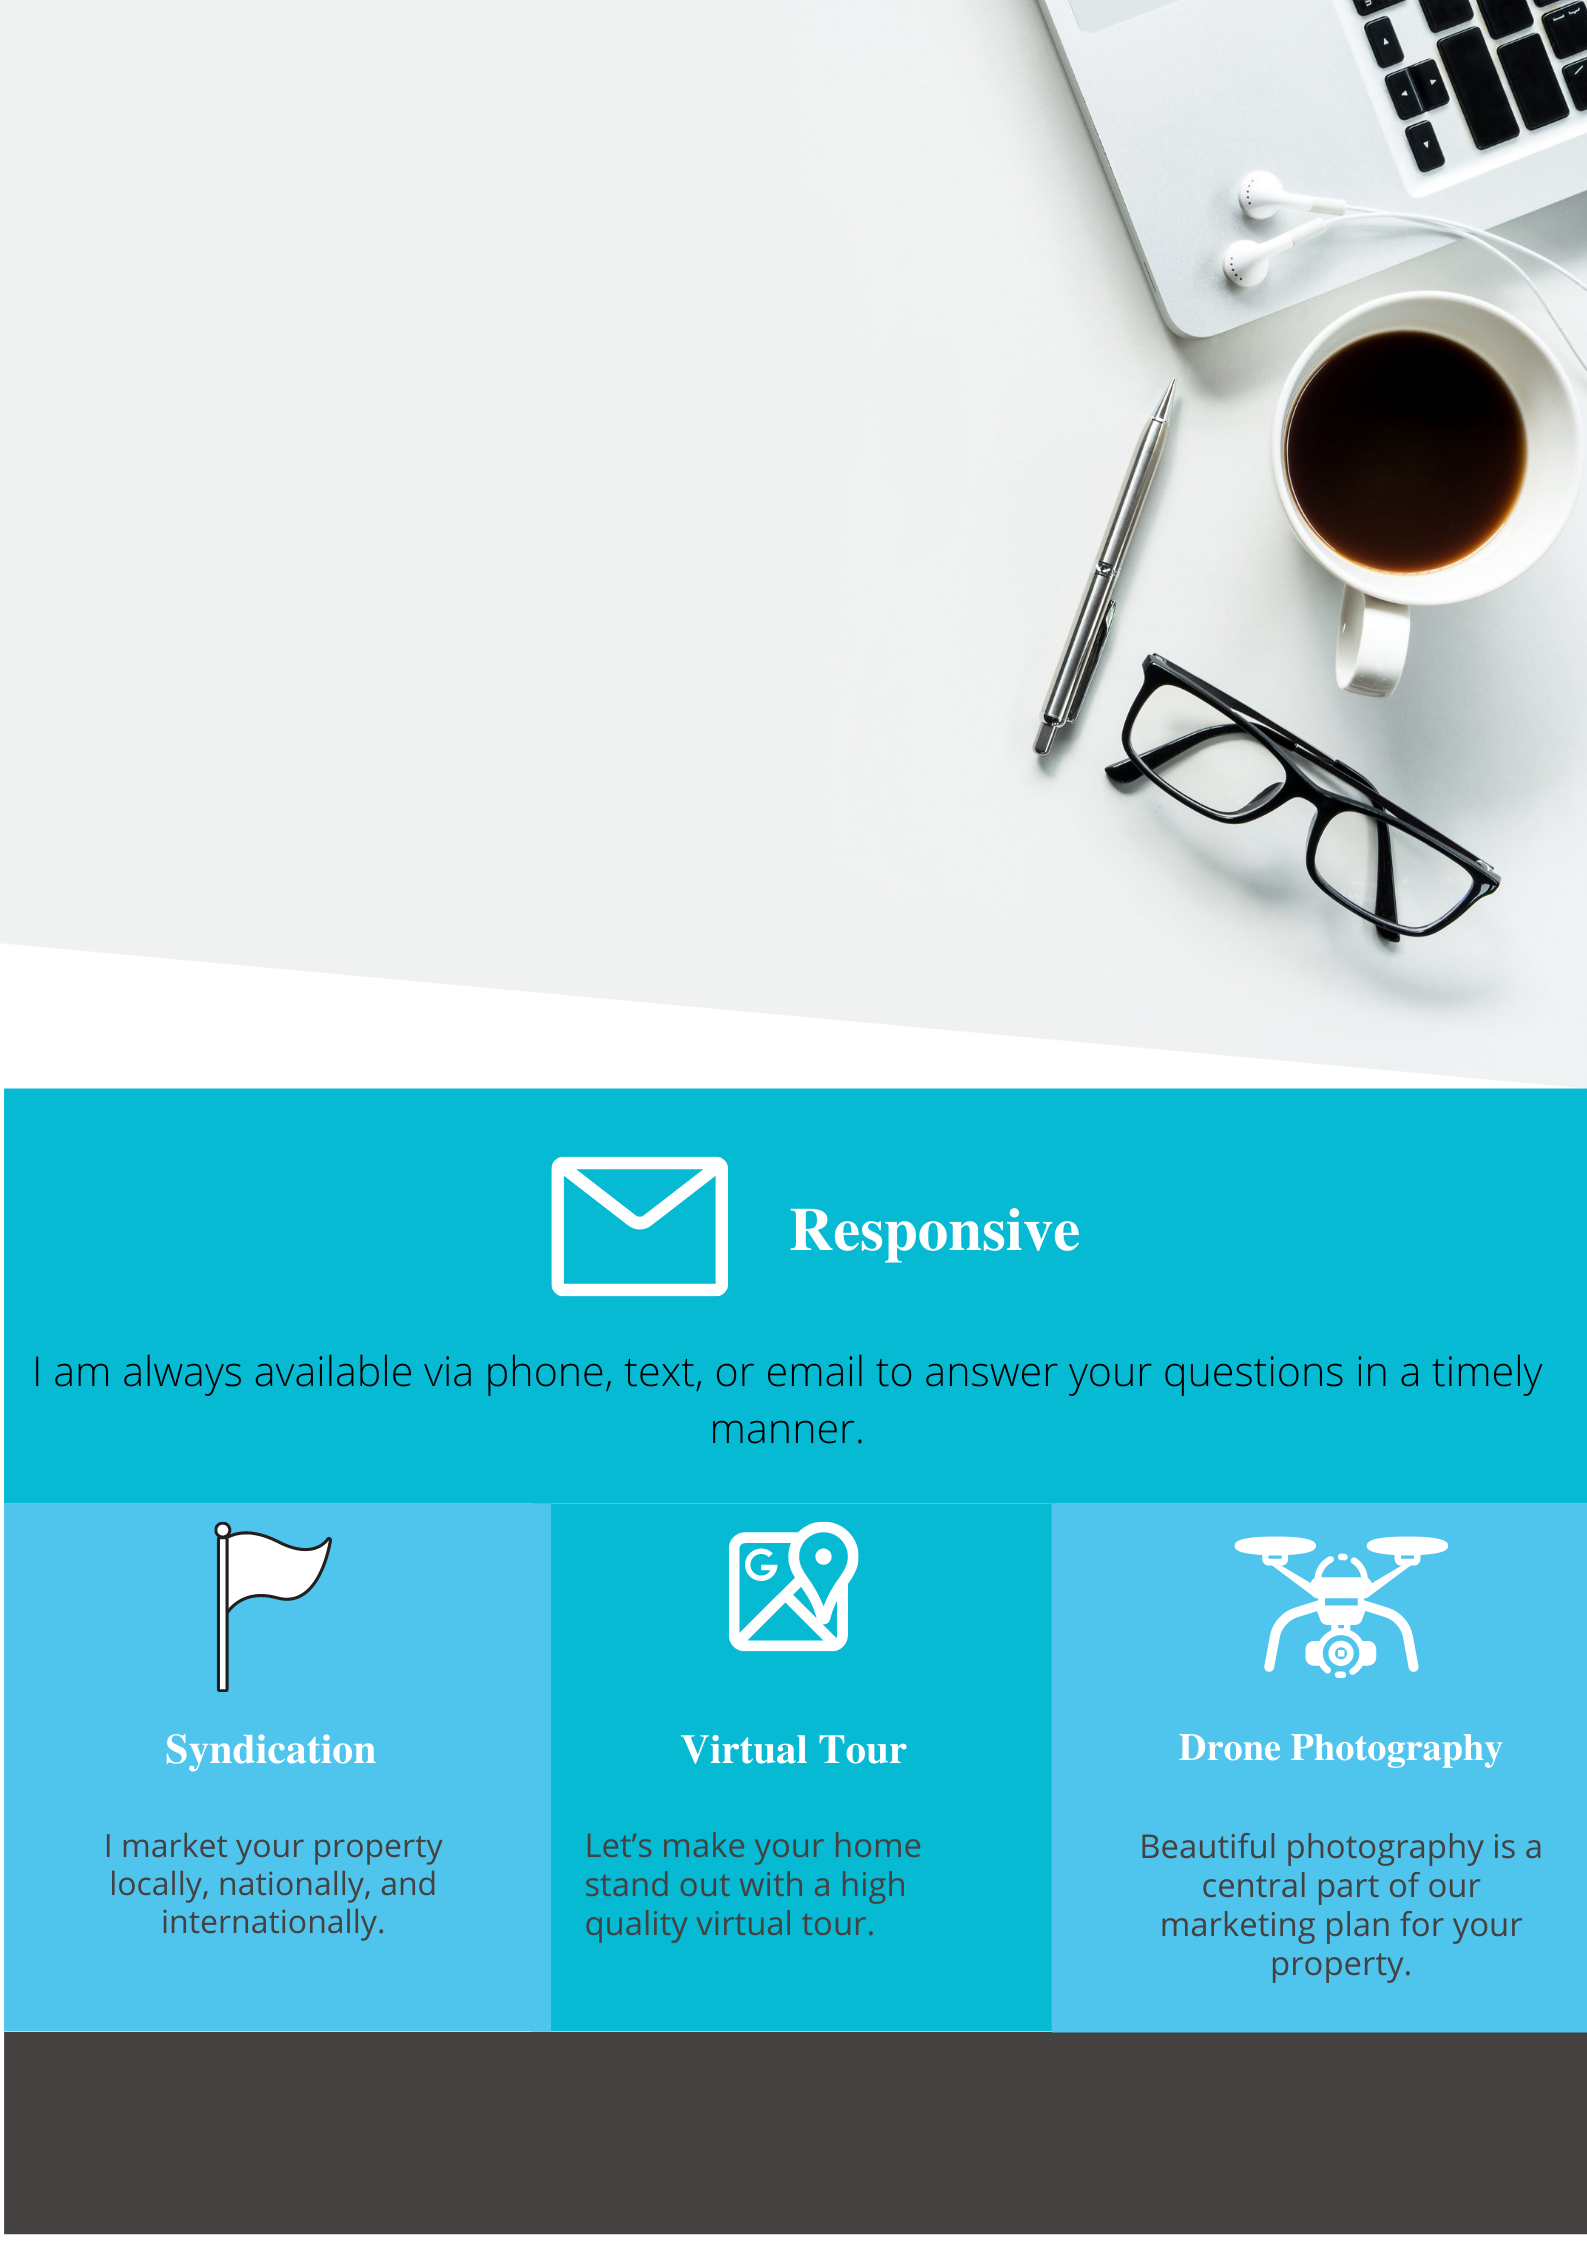 Responsive
I am always available via phone, text, or email to answer your questions in a timely
manner.
G
Syndication
I market your property
locally, nationally, and
internationally.
Virtual Tour
Let’s make your home
stand out with a high
quality virtual tour.
Drone Photography
Beautiful photography is a
central part of our
marketing plan for your
property.